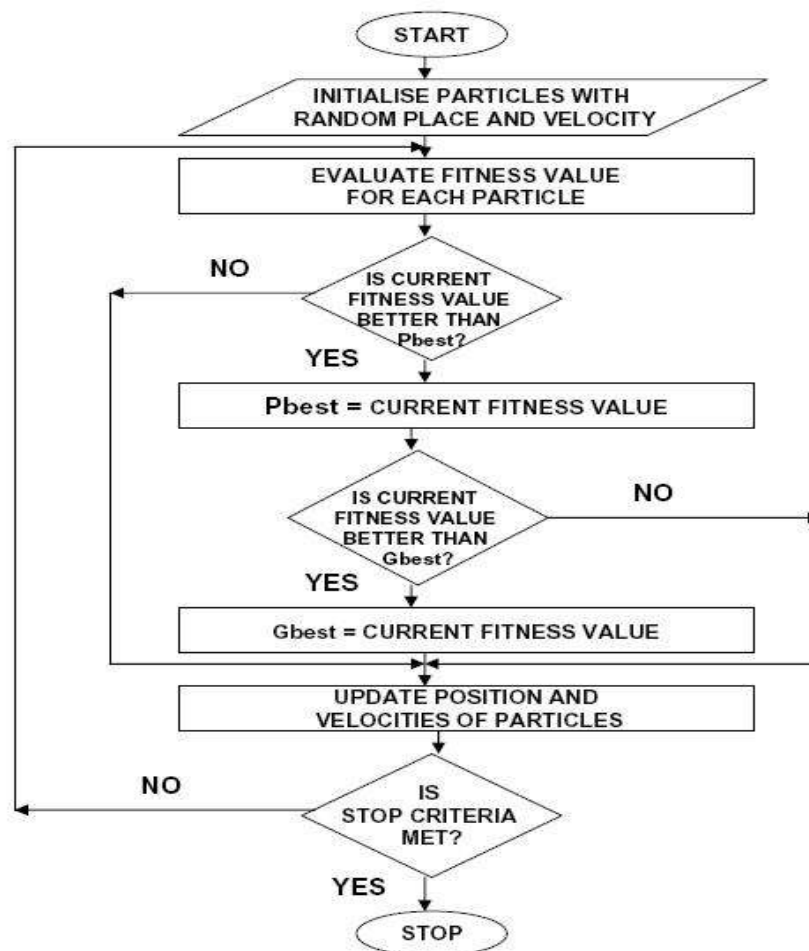 START
INITIALISE PARTICLES WITH
RANDOM PLACE AND VELOCITY
EVALUATE FITNESS VALUE
FOR EACH PARTICLE
NO
IS CURRENT
FITNESS VALUE
BETTER THAN
Pbest?
YES
Pbest = CURRENT FITNESS VALUE
IS CURRENT
FITNESS VALUE
BETTER THAN
Gbest?
NO
YES
Gbest = CURRENT FITNESS VALUE
UPDATE POSITION AND
VELOCITIES OF PARTICLES
NO
IS
STOP CRITERIA
MET?
YES
STOP